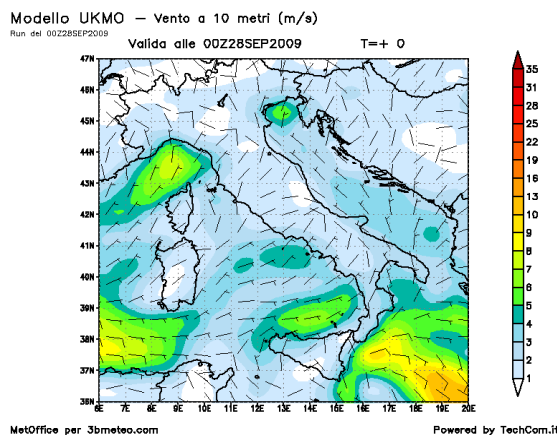 Modello UKMO – Vento a 10 metri (m/s)
Run del 00Z28SEP2009
Valida alle 00Z28SEP2009 T=+ 0
47N
46N
45N
44N
43N
42N
41N
40N
39N
38N
37N
36N
6E 7E 8E 9E 10E 11E 12E 13E 14E 15E 16E 17E 18E 19E 20E
35
31
28
25
22
19
16
13
10
9
8
7
6
5
4
3
2
1
MetOffice per 3bmeteo.com Powered by TechCom.it